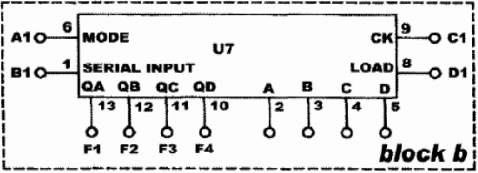 A1 6 MODE U7 CK 9 C1
B1 1 SERIAL INPUT LOAD 8 D1
QA QB QC QD A B C D
13 12 11 10 2 3 4 5
F1 F2 F3 F4
block b